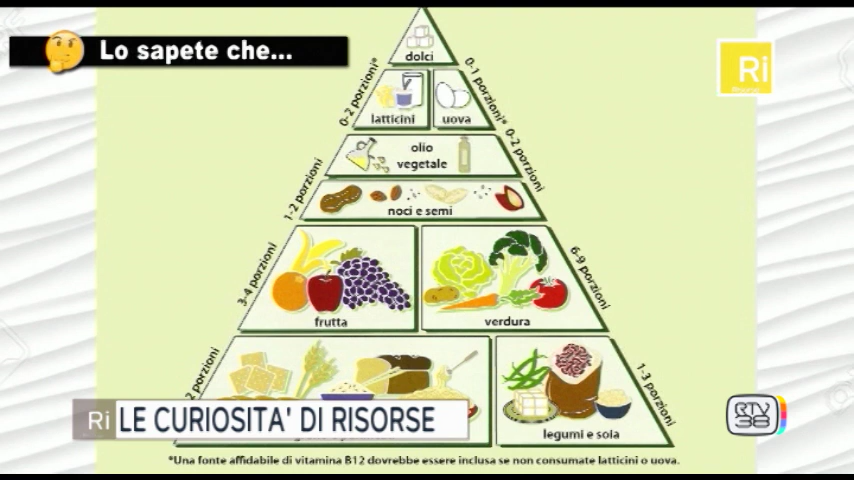 Lo sapete che...
Ri
Risorse
dolci
0-1 porzioni*
0-2 porzioni*
latticini
uova
0-2 porzioni
olio
vegetale
1-2 porzioni
noci e semi
3-4 porzioni
frutta
verdura
6-9 porzioni
2 porzioni
1-3 porzioni
legumi e soia
Ri LE CURIOSITA' DI RISORSE
RTV
38
*Una fonte affidabile di vitamina B12 dovrebbe essere inclusa se non consumate latticini o uova.